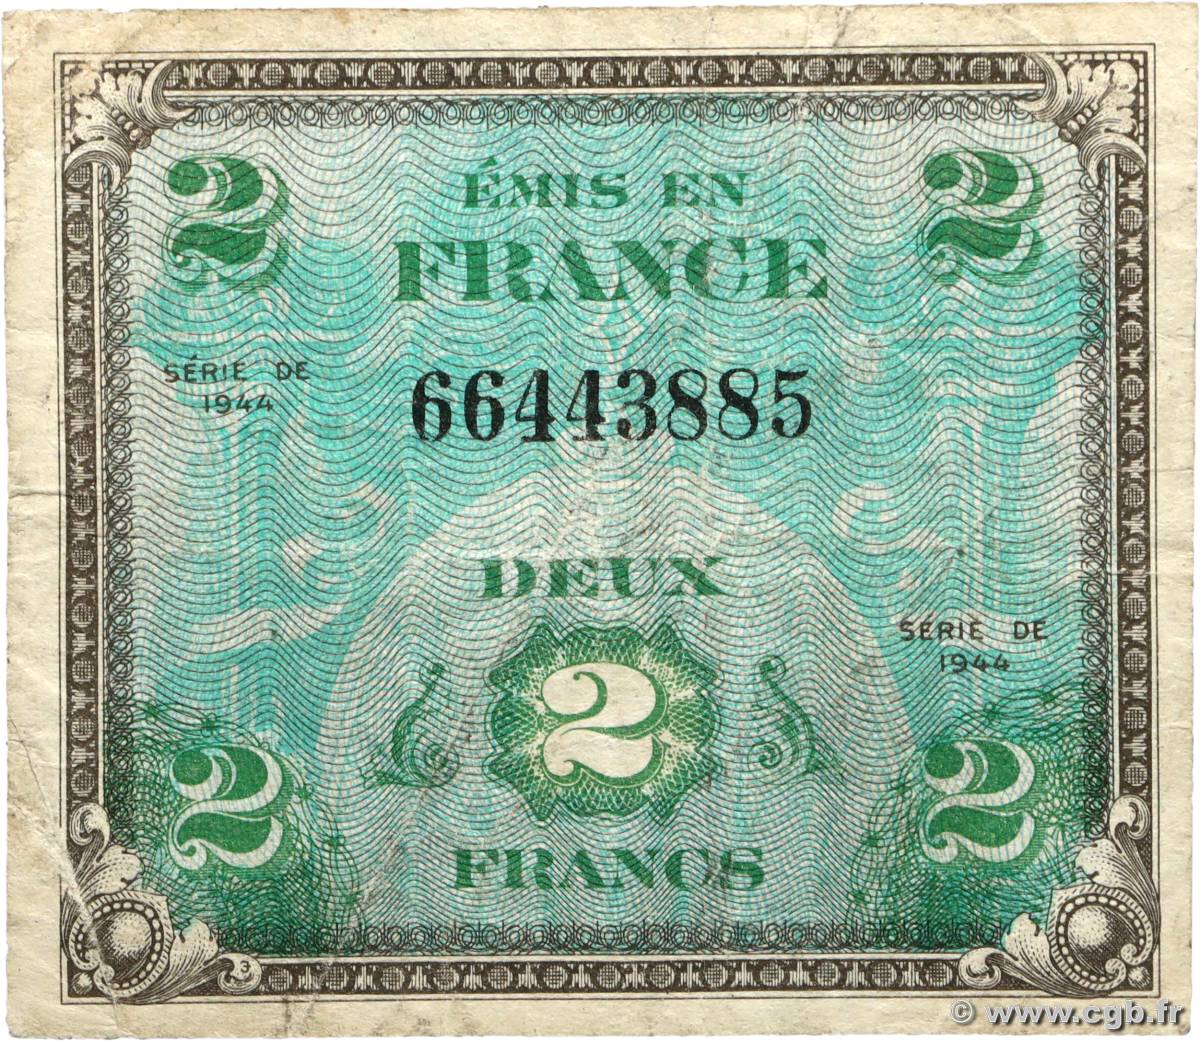 2 2
ÉMIS EN
FRANCE
SÉRIE DE
1944
66443885
DEUX
SÉRIE DE
1944
2
2 2
FRANCS
3
© www.cgb.fr